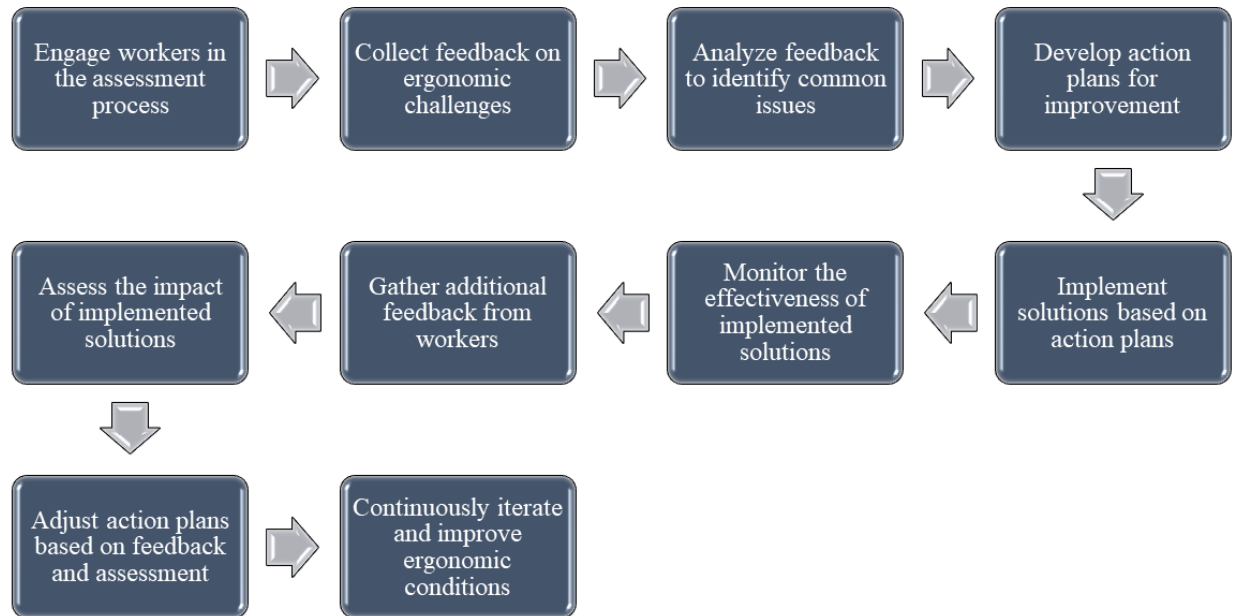 Engage workers in
the assessment
process
Collect feedback on
ergonomic
challenges
Analyze feedback
to identify common
issues
Develop action
plans for
improvement
Implement
solutions based on
action plans
Monitor the
effectiveness of
implemented
solutions
Gather additional
feedback from
workers
Assess the impact
of implemented
solutions
Adjust action plans
based on feedback
and assessment
Continuously iterate
and improve
ergonomic
conditions